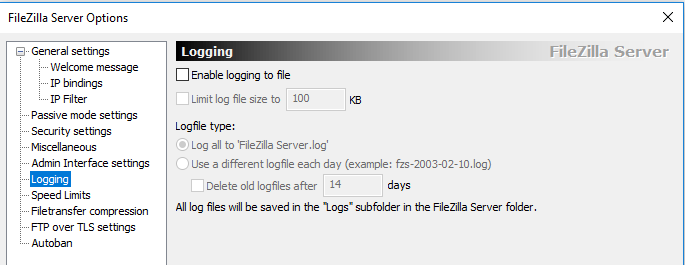 FileZilla Server Options
General settings
Welcome message
IP bindings
IP Filter
Passive mode settings
Security settings
Miscellaneous
Admin Interface settings
Logging
Speed Limits
Filetransfer compression
FTP over TLS settings
Autoban
Logging FileZilla Server
Enable logging to file
Limit log file size to 100 KB
Logfile type:
Log all to 'FileZilla Server.log'
Use a different logfile each day (example: fzs-2003-02-10.log)
Delete old logfiles after 14 days
All log files will be saved in the "Logs" subfolder in the FileZilla Server folder.